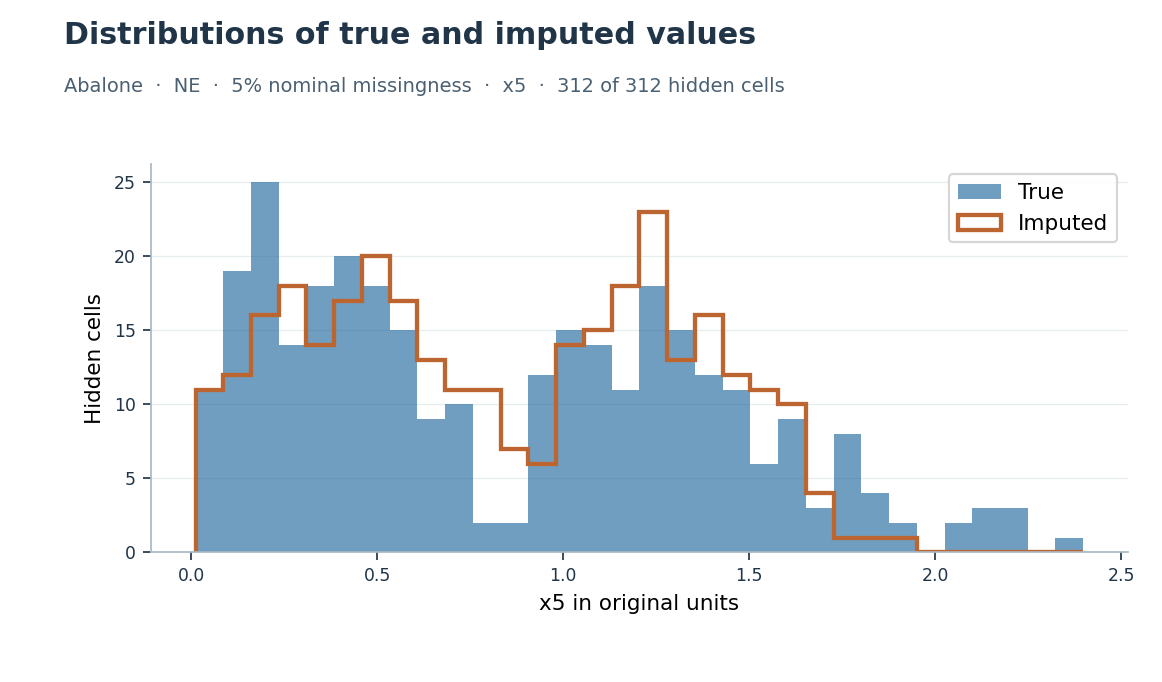 Distributions of true and imputed values
Abalone · NE · 5% nominal missingness · x5 · 312 of 312 hidden cells
True
Imputed
Hidden cells
25
20
15
10
5
0
0.0 0.5 1.0 1.5 2.0 2.5
x5 in original units